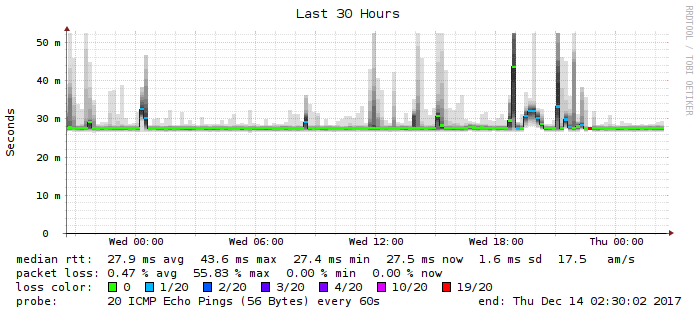 Last 30 Hours
RRDTOOL / TOBI OETIKER
Seconds
50 m
40 m
30 m
20 m
10 m
0
Wed 00:00 Wed 06:00 Wed 12:00 Wed 18:00 Thu 00:00
median rtt: 27.9 ms avg 43.6 ms max 27.4 ms min 27.5 ms now 1.6 ms sd 17.5 am/s
packet loss: 0.47 % avg 55.83 % max 0.00 % min 0.00 % now
loss color: 0 1/20 2/20 3/20 4/20 10/20 19/20
probe: 20 ICMP Echo Pings (56 Bytes) every 60s end: Thu Dec 14 02:30:02 2017